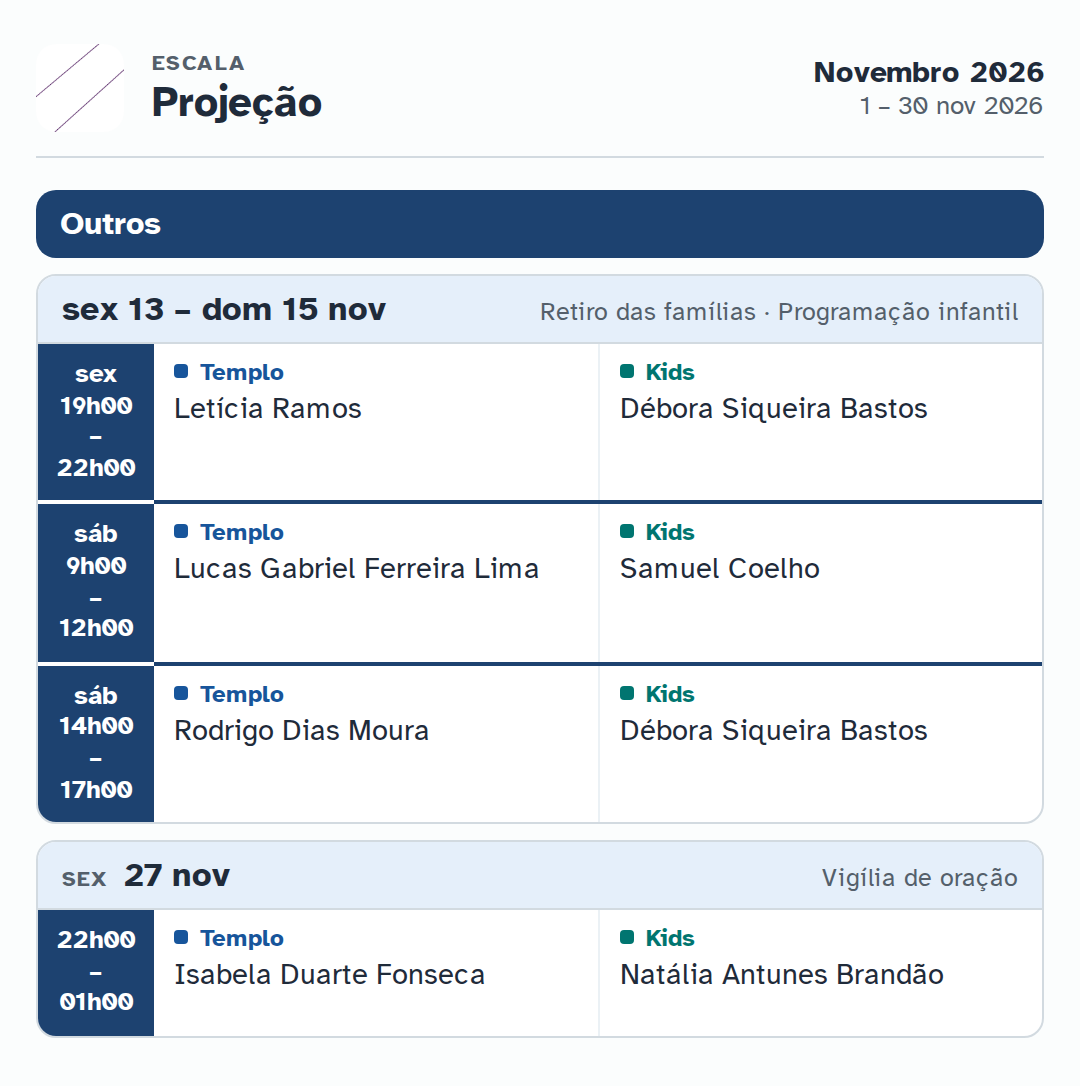 ESCALA
Projeção
Novembro 2026
1 – 30 nov 2026
Outros
sex 13 – dom 15 nov
Retiro das famílias · Programação infantil
sex
19h00
–
22h00
Templo
Letícia Ramos
Kids
Débora Siqueira Bastos
sáb
9h00
–
12h00
Templo
Lucas Gabriel Ferreira Lima
Kids
Samuel Coelho
sáb
14h00
–
17h00
Templo
Rodrigo Dias Moura
Kids
Débora Siqueira Bastos
SEX 27 nov
Vigília de oração
22h00
–
01h00
Templo
Isabela Duarte Fonseca
Kids
Natália Antunes Brandão